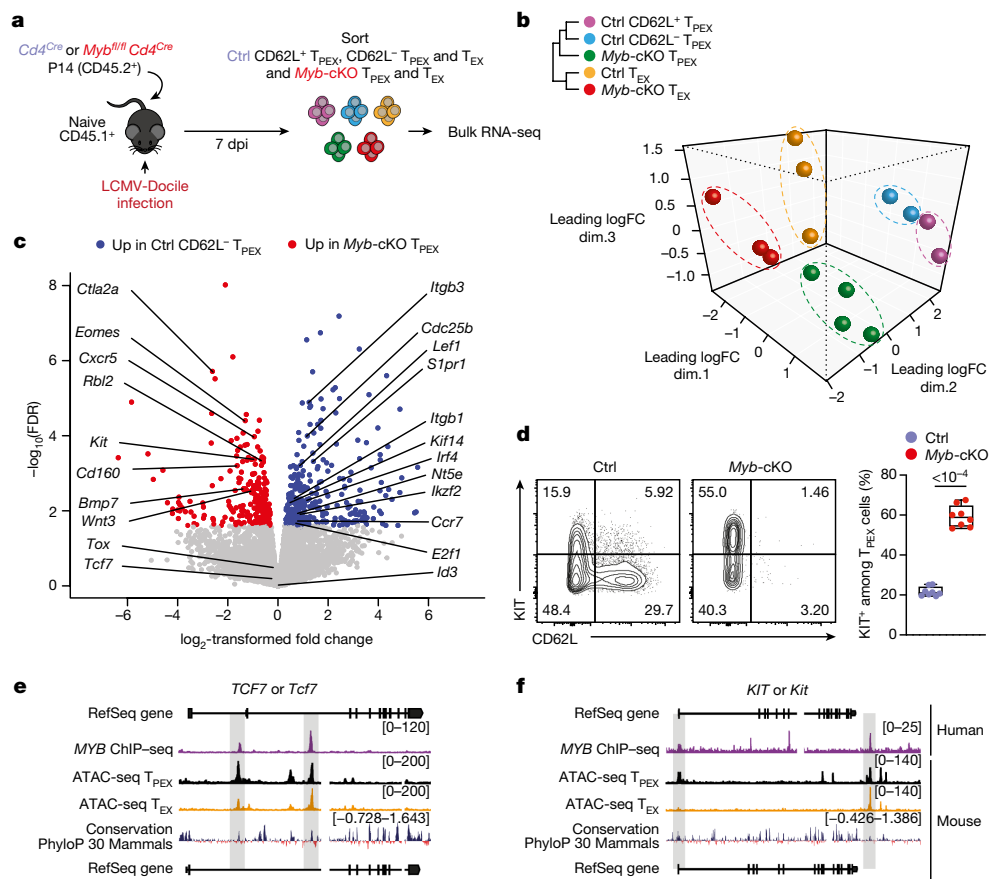 a
Cd4Cre or Mybfl/fl Cd4Cre
P14 (CD45.2+)
Naive
CD45.1+
LCMV-Docile
infection
7 dpi
Sort
Ctrl CD62L+ TPEX, CD62L− TPEX and TEX
and Myb-cKO TPEX and TEX
Bulk RNA-seq
b
Ctrl CD62L+ TPEX
Ctrl CD62L− TPEX
Myb-cKO TPEX
Ctrl TEX
Myb-cKO TEX
1.5
1.0
0.5
0
−0.5
−1.0
Leading logFC
dim.3
−2
−1
0
1
Leading logFC
dim.1
2
1
0
−1
−2
Leading logFC
dim.2
c
Up in Ctrl CD62L− TPEX
Up in Myb-cKO TPEX
8
6
4
2
0
−log10(FDR)
Ctla2a
Eomes
Cxcr5
Rbl2
Kit
Cd160
Bmp7
Wnt3
Tox
Tcf7
Itgb3
Cdc25b
Lef1
S1pr1
Itgb1
Kif14
Irf4
Nt5e
Ikzf2
Ccr7
E2f1
Id3
−6 −4 −2 0 2 4 6
log2-transformed fold change
d
Ctrl
Myb-cKO
15.9 5.92
48.4 29.7
55.0 1.46
40.3 3.20
KIT
CD62L
Ctrl
Myb-cKO
<10−4
80
60
40
20
0
KIT+ among TPEX cells (%)
e
TCF7 or Tcf7
RefSeq gene
[0–120]
MYB ChIP–seq
[0–200]
ATAC-seq TPEX
[0–200]
ATAC-seq TEX
[−0.728–1.643]
Conservation
PhyloP 30 Mammals
RefSeq gene
f
KIT or Kit
RefSeq gene
[0–25]
MYB ChIP–seq
[0–140]
ATAC-seq TPEX
[0–140]
ATAC-seq TEX
[−0.426–1.386]
Conservation
PhyloP 30 Mammals
RefSeq gene
Human
Mouse